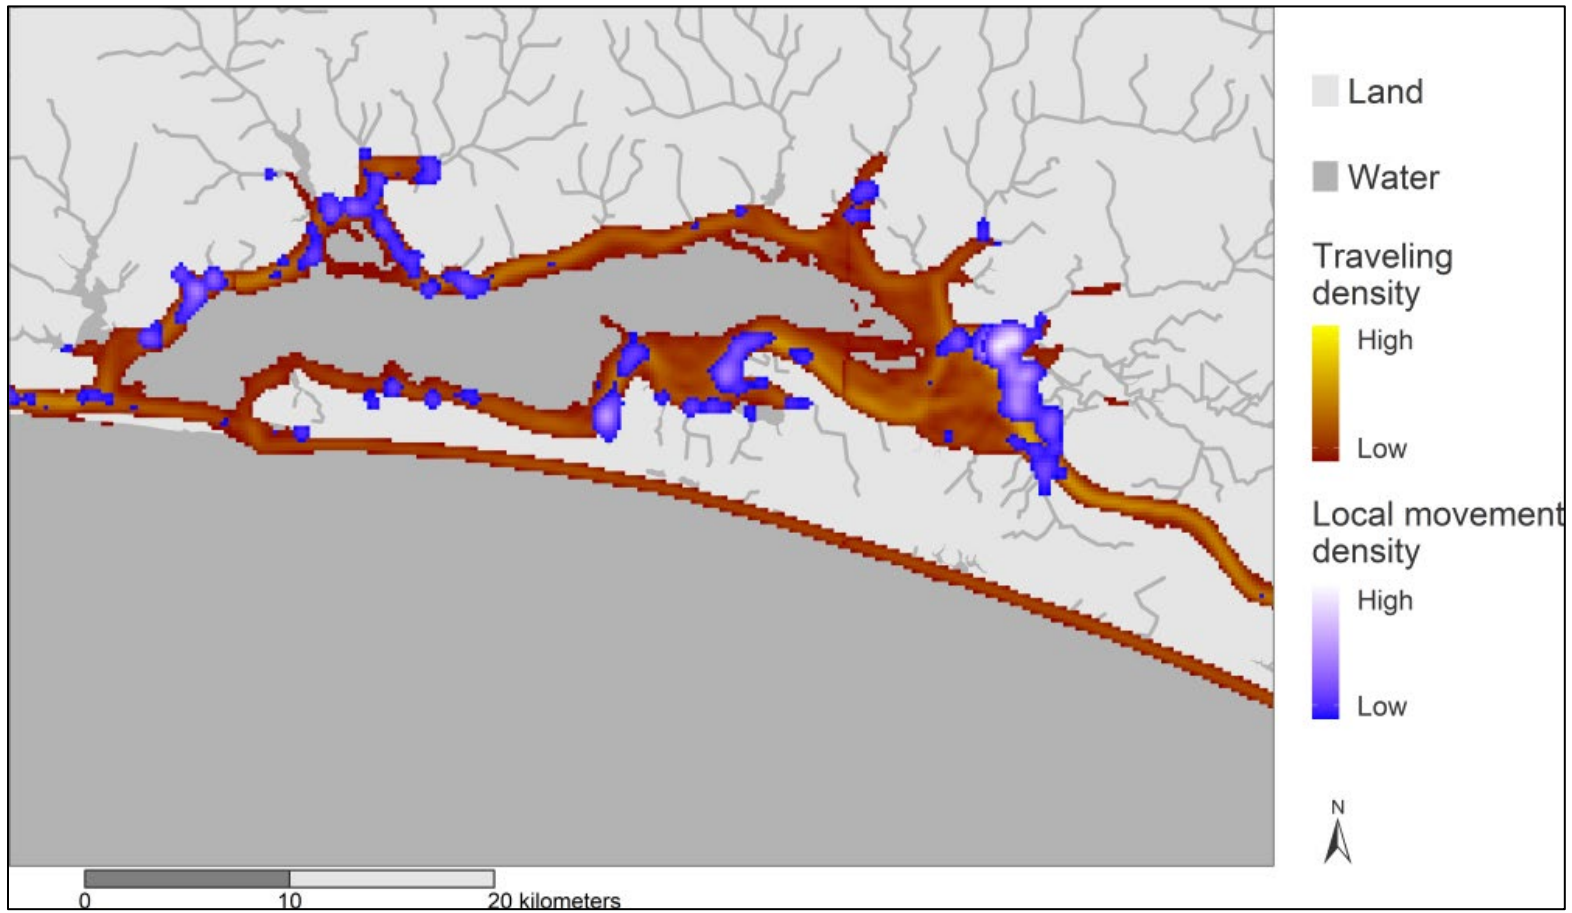 Land
Water
Traveling
density
High
Low
Local movement
density
High
Low
N
0 10 20 kilometers